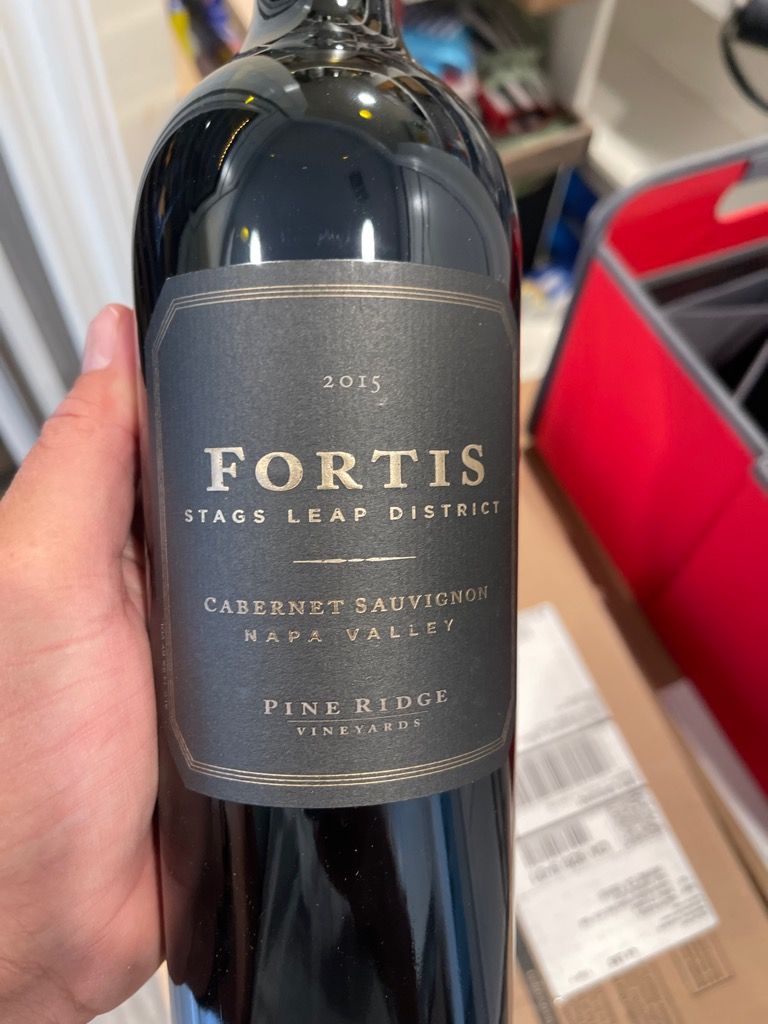 2015
FORTIS
STAGS LEAP DISTRICT
CABERNET SAUVIGNON
NAPA VALLEY
PINE RIDGE
VINEYARDS